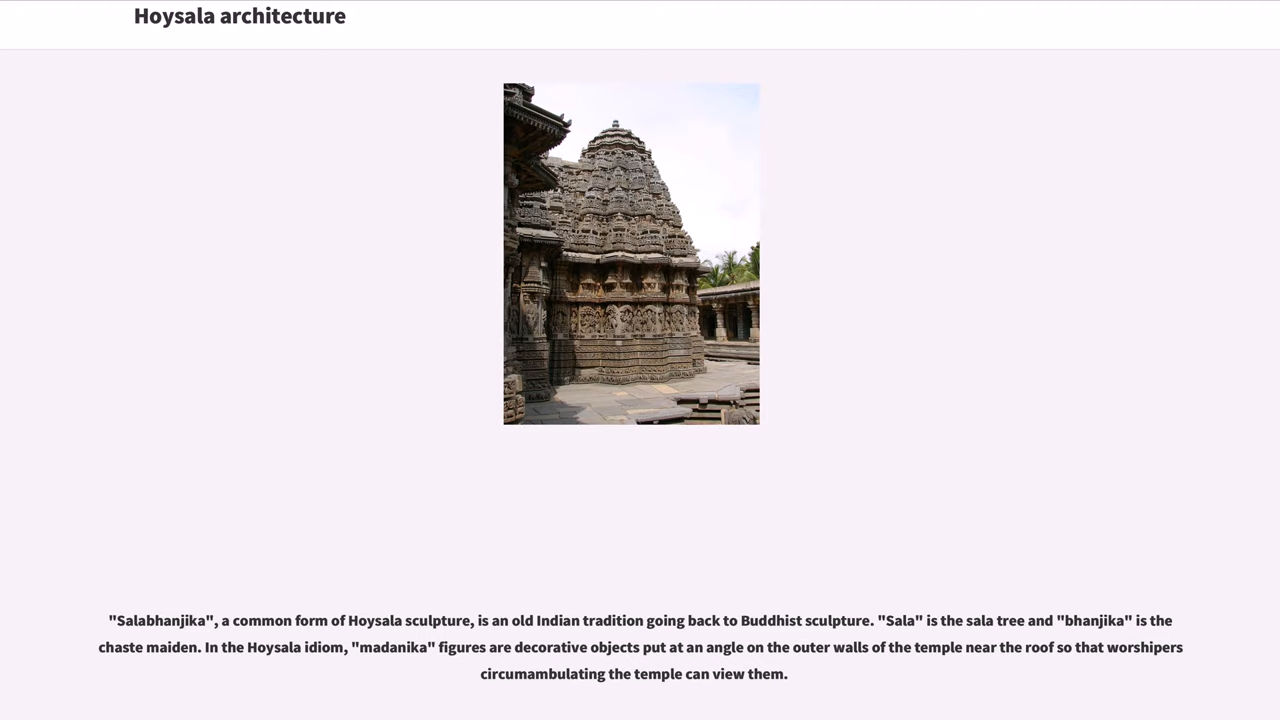 Hoysala architecture
"Salabhanjika", a common form of Hoysala sculpture, is an old Indian tradition going back to Buddhist sculpture. "Sala" is the sala tree and "bhanjika" is the
chaste maiden. In the Hoysala idiom, "madanika" figures are decorative objects put at an angle on the outer walls of the temple near the roof so that worshipers
circumambulating the temple can view them.